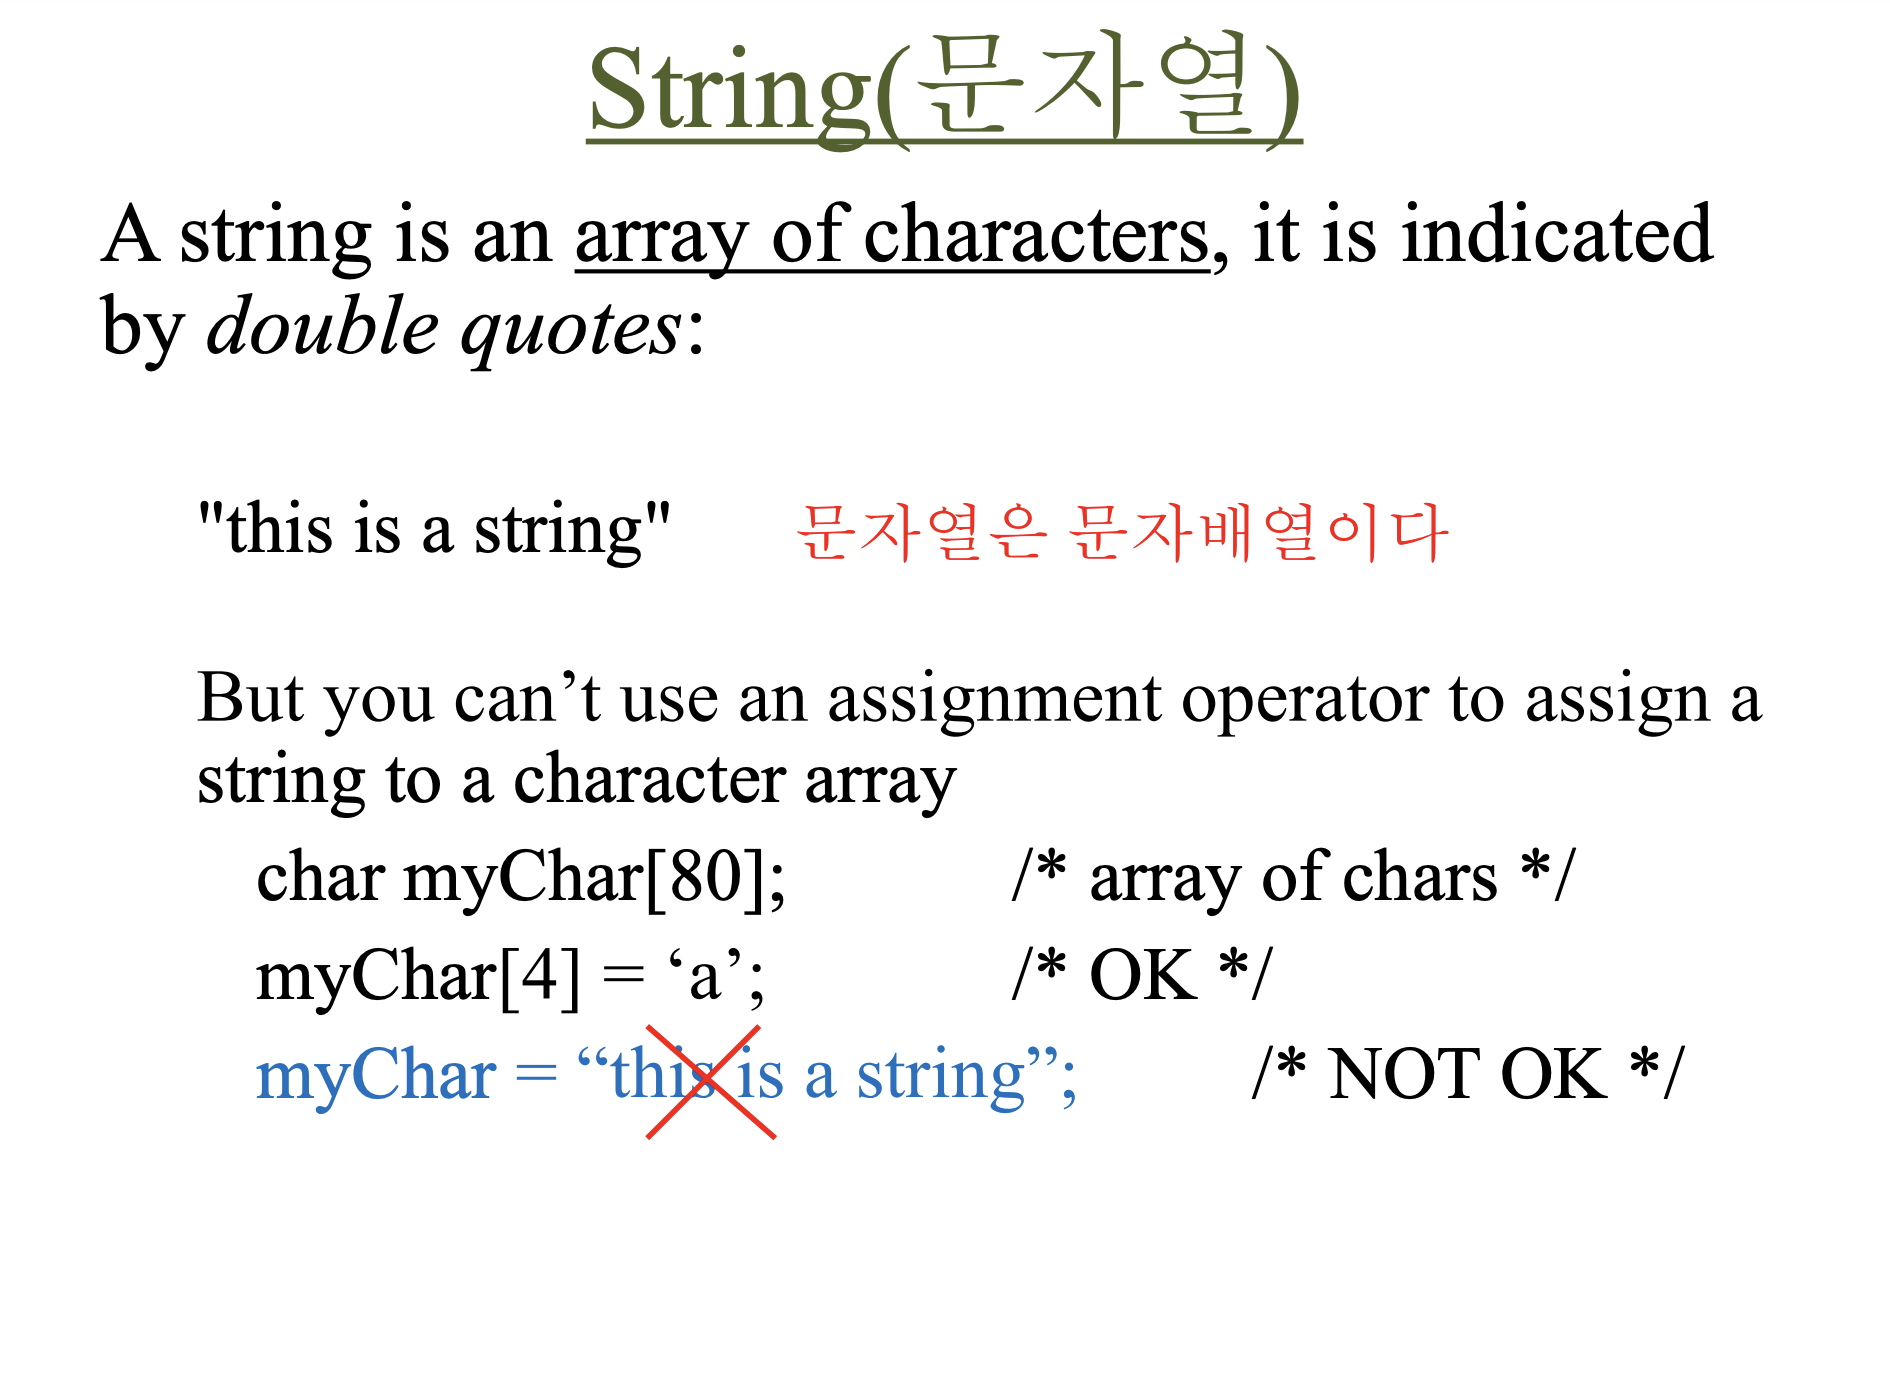 String(문자열)
A string is an array of characters, it is indicated
by double quotes:
"this is a string" 문자열은 문자배열이다
But you can’t use an assignment operator to assign a
string to a character array
char myChar[80]; /* array of chars */
myChar[4] = ‘a’; /* OK */
myChar = “this is a string”; /* NOT OK */